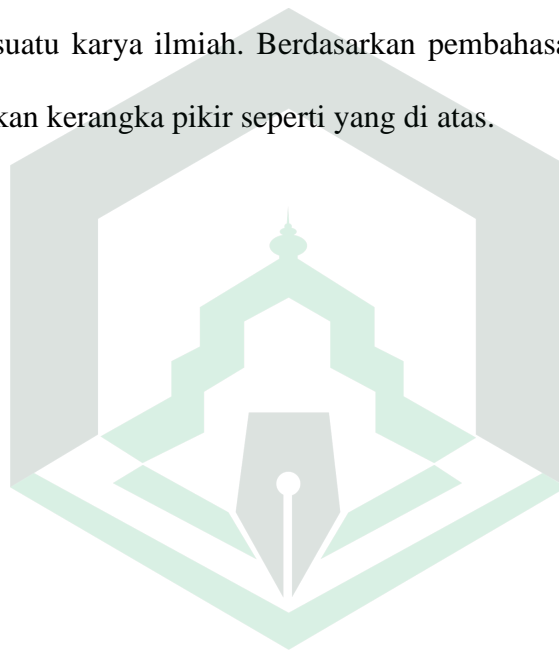 suatu karya ilmiah. Berdasarkan pembahasa
kan kerangka pikir seperti yang di atas.